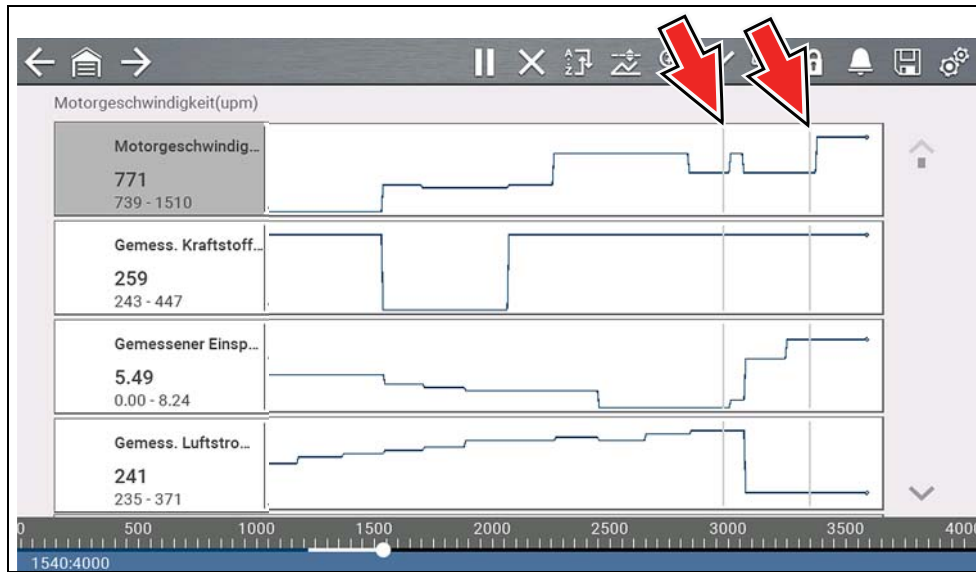 Motorgeschwindigkeit(upm)
Motorgeschwindig...
771
739 - 1510
Gemess. Kraftstoff...
259
243 - 447
Gemessener Einsp...
5.49
0.00 - 8.24
Gemess. Luftstro...
241
235 - 371
0 500 1000 1500 2000 2500 3000 3500 4000
1540:4000